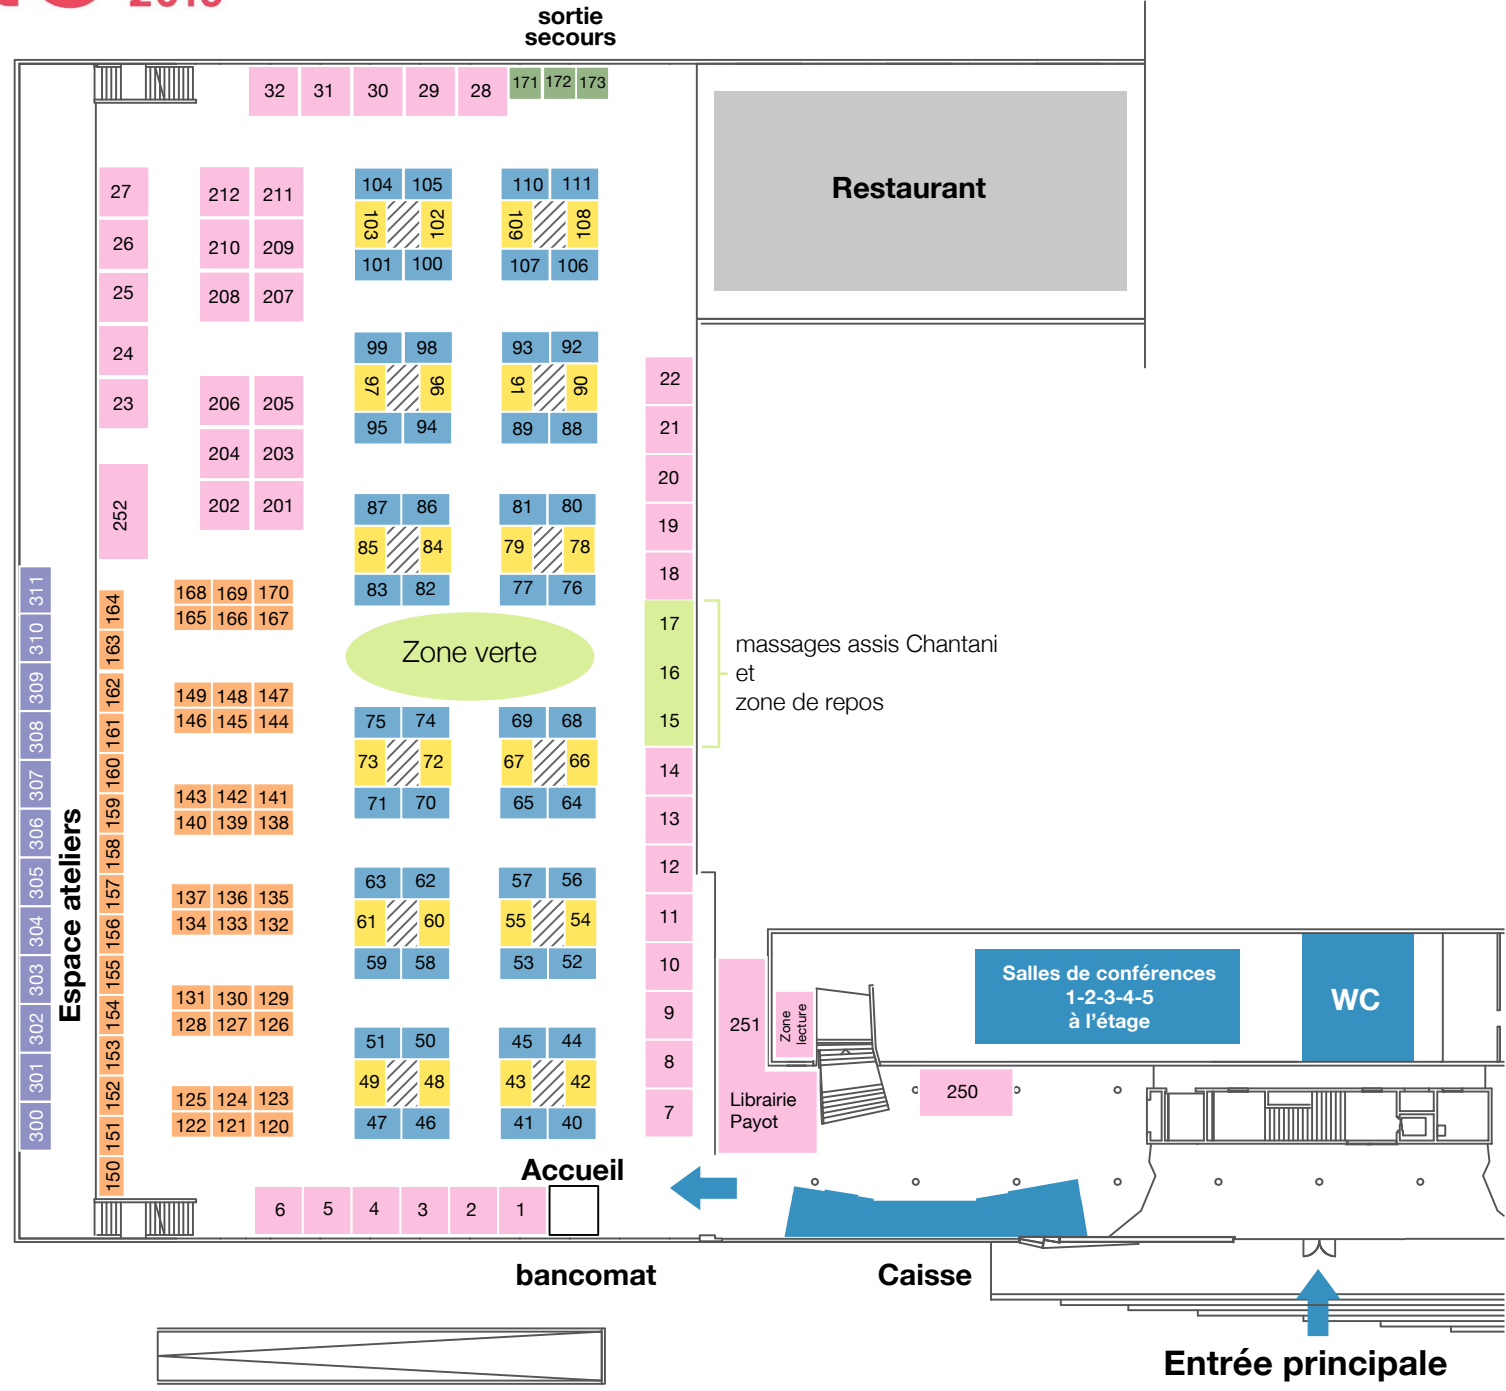 sortie
secours
32 31 30 29 28 171 172 173
Restaurant
27 212 211 104 105 110 111
103 102 109 108
26 210 209 101 100 107 106
25 208 207
24 99 98 93 92
97 96 91 90
23 206 205 95 94 89 88
22
21
204 203
20
252 202 201 87 86 81 80
19
85 84 79 78
18
83 82 77 76
311 310 309 308 307 306 305 304 303 302 301 300
Espace ateliers
164 163 162 161 160 159 158 157 156 155 154 153 152 151 150
168 169 170
165 166 167
Zone verte
17
16
15
massages assis Chantani
et
zone de repos
149 148 147
146 145 144
75 74 69 68
73 72 67 66
71 70 65 64
14
13
12
11
10
9
8
7
143 142 141
140 139 138
63 62 57 56
61 60 55 54
59 58 53 52
137 136 135
134 133 132
131 130 129
128 127 126
51 50 45 44
49 48 43 42
47 46 41 40
125 124 123
122 121 120
251
Zone
lecture
Librairie
Payot
Salles de conférences
1-2-3-4-5
à l'étage
WC
250
Accueil
6 5 4 3 2 1
bancomat
Caisse
Entrée principale